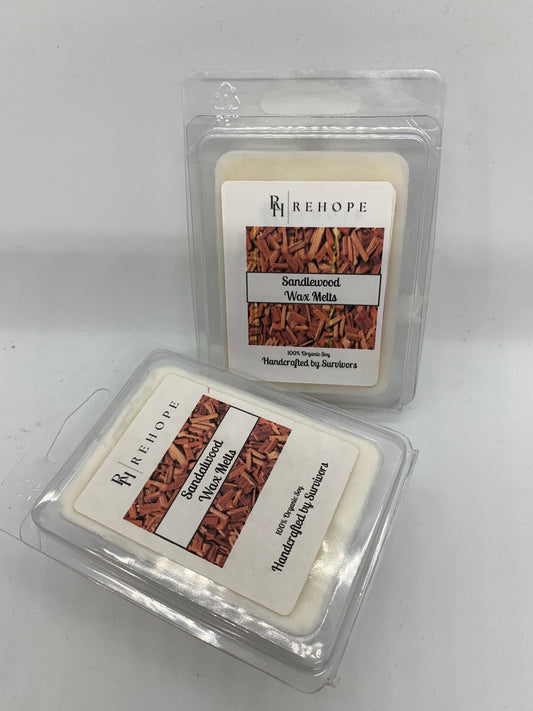 RH REHOPE
Sandlewood
Wax Melts
100% Organic Soy
Handcrafted by Survivors
RH REHOPE
Sandalwood
Wax Melts
100% Organic Soy
Handcrafted by Survivors